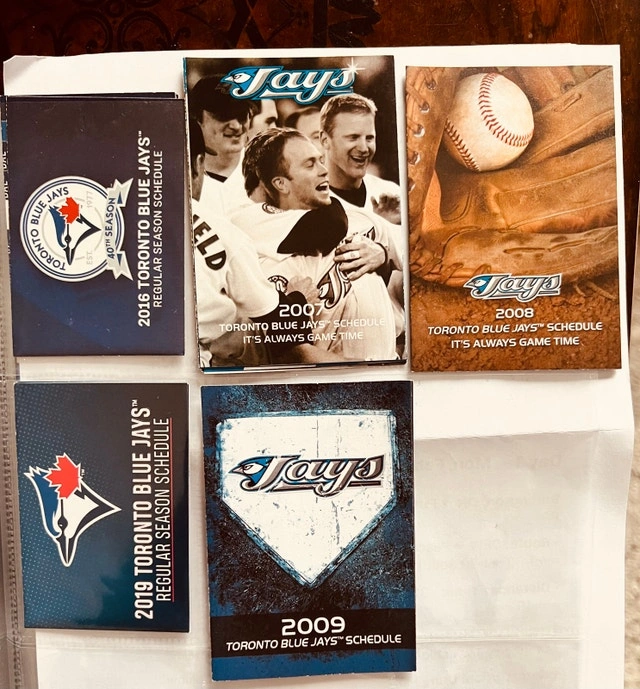 TORONTO BLUE JAYS
EST. 1977
40TH SEASON
2016 TORONTO BLUE JAYS™
REGULAR SEASON SCHEDULE
Jays
IELD
Jays
2007
TORONTO BLUE JAYS™ SCHEDULE
IT'S ALWAYS GAME TIME
Jays
2008
TORONTO BLUE JAYS™ SCHEDULE
IT'S ALWAYS GAME TIME
2019 TORONTO BLUE JAYS™
REGULAR SEASON SCHEDULE
Jays
2009
TORONTO BLUE JAYS™ SCHEDULE